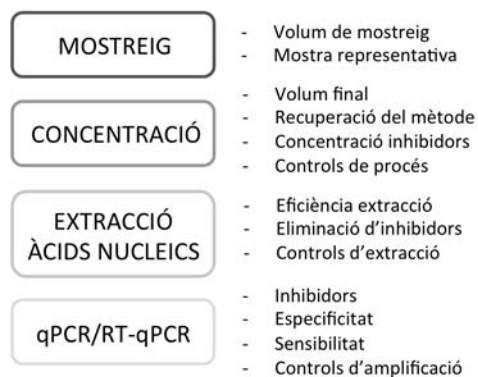 MOSTREIG
- Volum de mostreig
- Mostra representativa
CONCENTRACIÓ
- Volum final
- Recuperació del mètode
- Concentració inhibidors
- Controls de procés
EXTRACCIÓ
ÀCIDS NUCLEICS
- Eficiència extracció
- Eliminació d'inhibidors
- Controls d'extracció
qPCR/RT-qPCR
- Inhibidors
- Especificitat
- Sensibilitat
- Controls d'amplificació